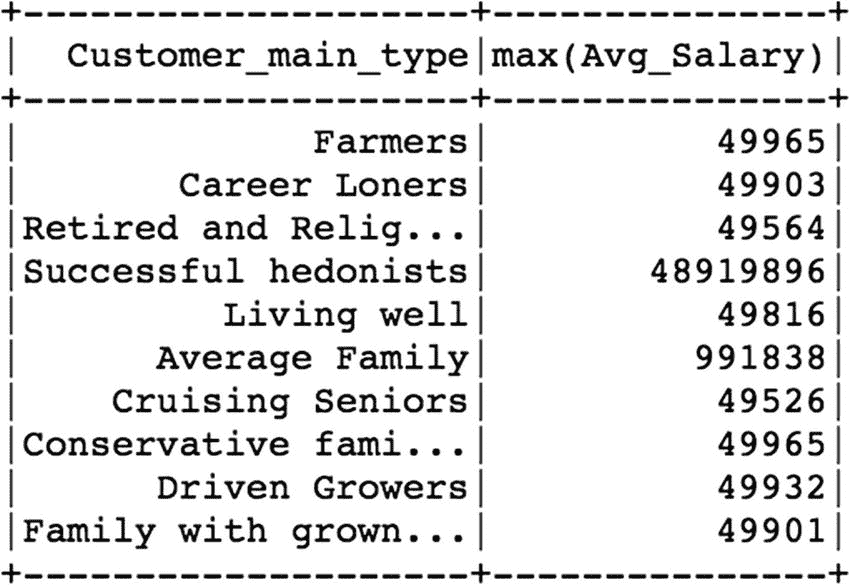 +--------------------+---------------+
|  Customer_main_type|max(Avg_Salary)|
+--------------------+---------------+
|             Farmers|          49965|
|       Career Loners|          49903|
|Retired and Relig...|          49564|
|Successful hedonists|       48919896|
|         Living well|          49816|
|      Average Family|         991838|
|    Cruising Seniors|          49526|
|Conservative fami...|          49965|
|      Driven Growers|          49932|
|Family with grown...|          49901|
+--------------------+---------------+